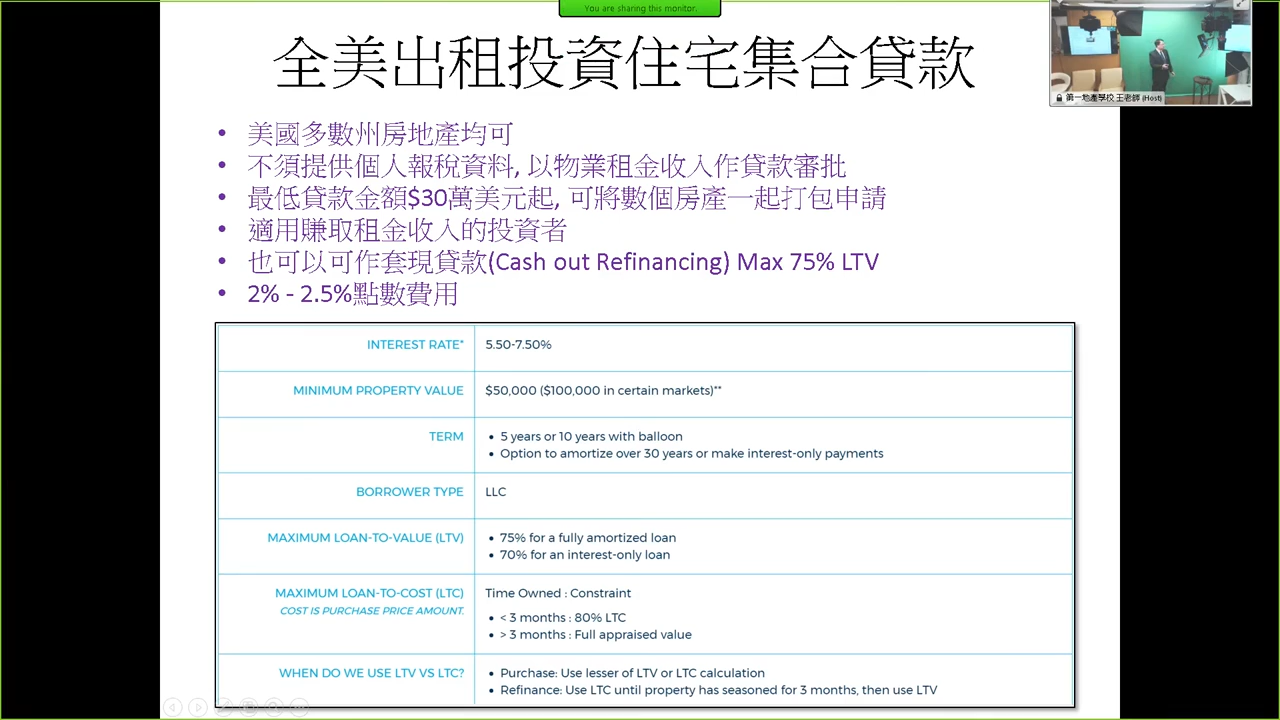 You are sharing this monitor.
全美出租投資住宅集合貸款
第一地產學校 王老師 (Host)
• 美國多數州房地產均可
• 不須提供個人報稅資料, 以物業租金收入作貸款審批
• 最低貸款金額$30萬美元起, 可將數個房產一起打包申請
• 適用賺取租金收入的投資者
• 也可以可作套現貸款(Cash out Refinancing) Max 75% LTV
• 2% - 2.5%點數費用
INTEREST RATE* 5.50-7.50%
MINIMUM PROPERTY VALUE $50,000 ($100,000 in certain markets)**
TERM • 5 years or 10 years with balloon
• Option to amortize over 30 years or make interest-only payments
BORROWER TYPE LLC
MAXIMUM LOAN-TO-VALUE (LTV) • 75% for a fully amortized loan
• 70% for an interest-only loan
MAXIMUM LOAN-TO-COST (LTC) Time Owned : Constraint
COST IS PURCHASE PRICE AMOUNT.
• < 3 months : 80% LTC
• > 3 months : Full appraised value
WHEN DO WE USE LTV VS LTC? • Purchase: Use lesser of LTV or LTC calculation
• Refinance: Use LTC until property has seasoned for 3 months, then use LTV